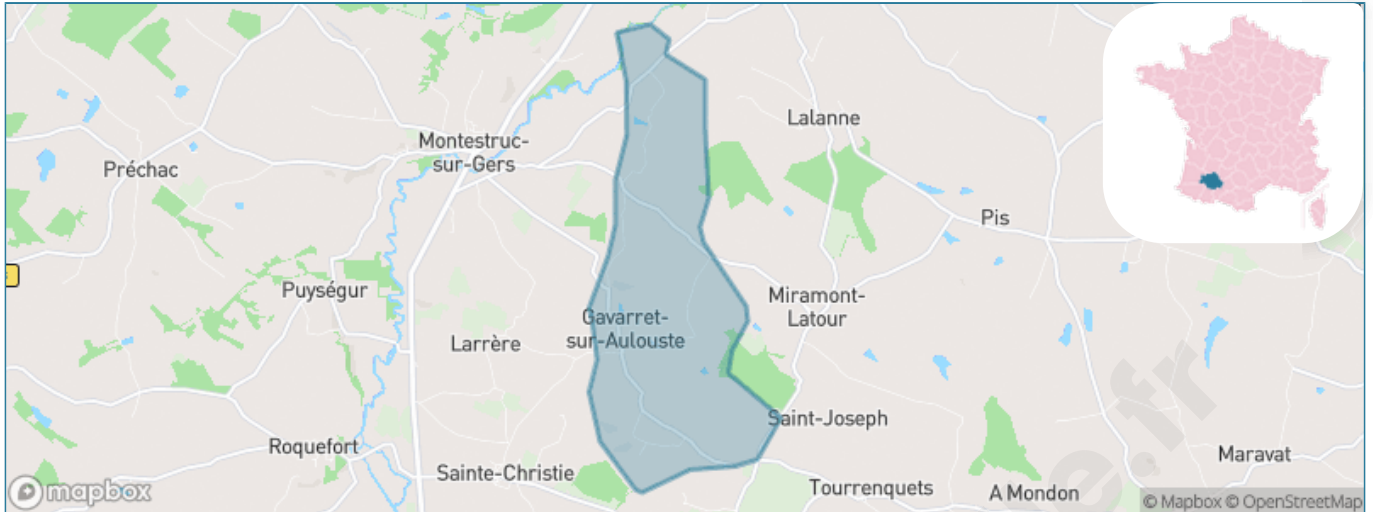 Lalanne
Montestruc-
sur-Gers
Préchac
Pis
Puységur
Miramont-
Latour
Gavarret-
sur-Aulouste
Larrère
Saint-Joseph
Roquefort
Maravat
Sainte-Christie
Tourrenquets
A Mondon
e.fr
mapbox
© Mapbox © OpenStreetMap